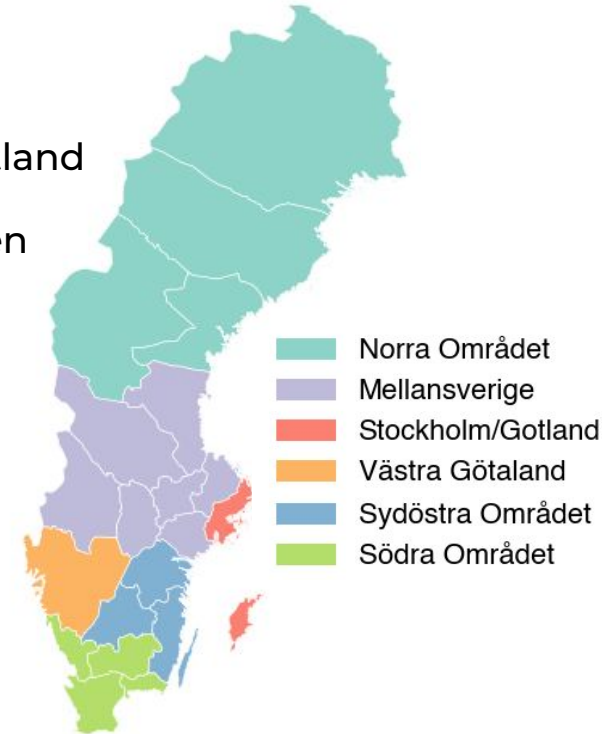 land
en
Norra Området
Mellansverige
Stockholm/Gotland
Västra Götaland
Sydöstra Området
Södra Området